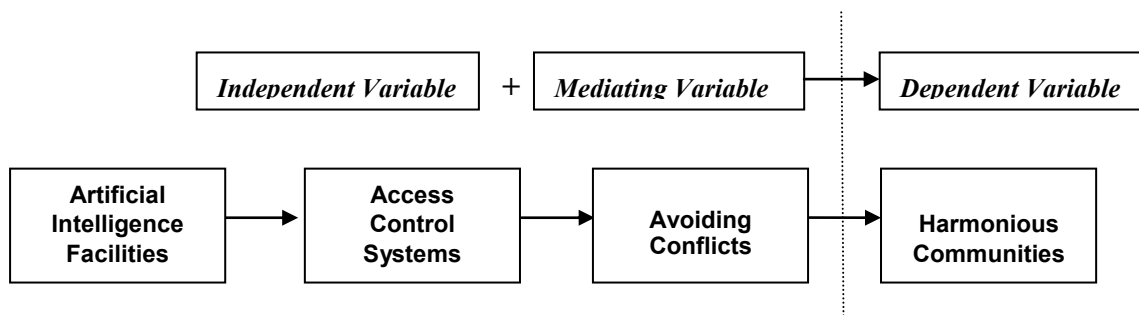 Independent Variable + Mediating Variable Dependent Variable
Artificial
Intelligence
Facilities
Access
Control
Systems
Avoiding
Conflicts
Harmonious
Communities